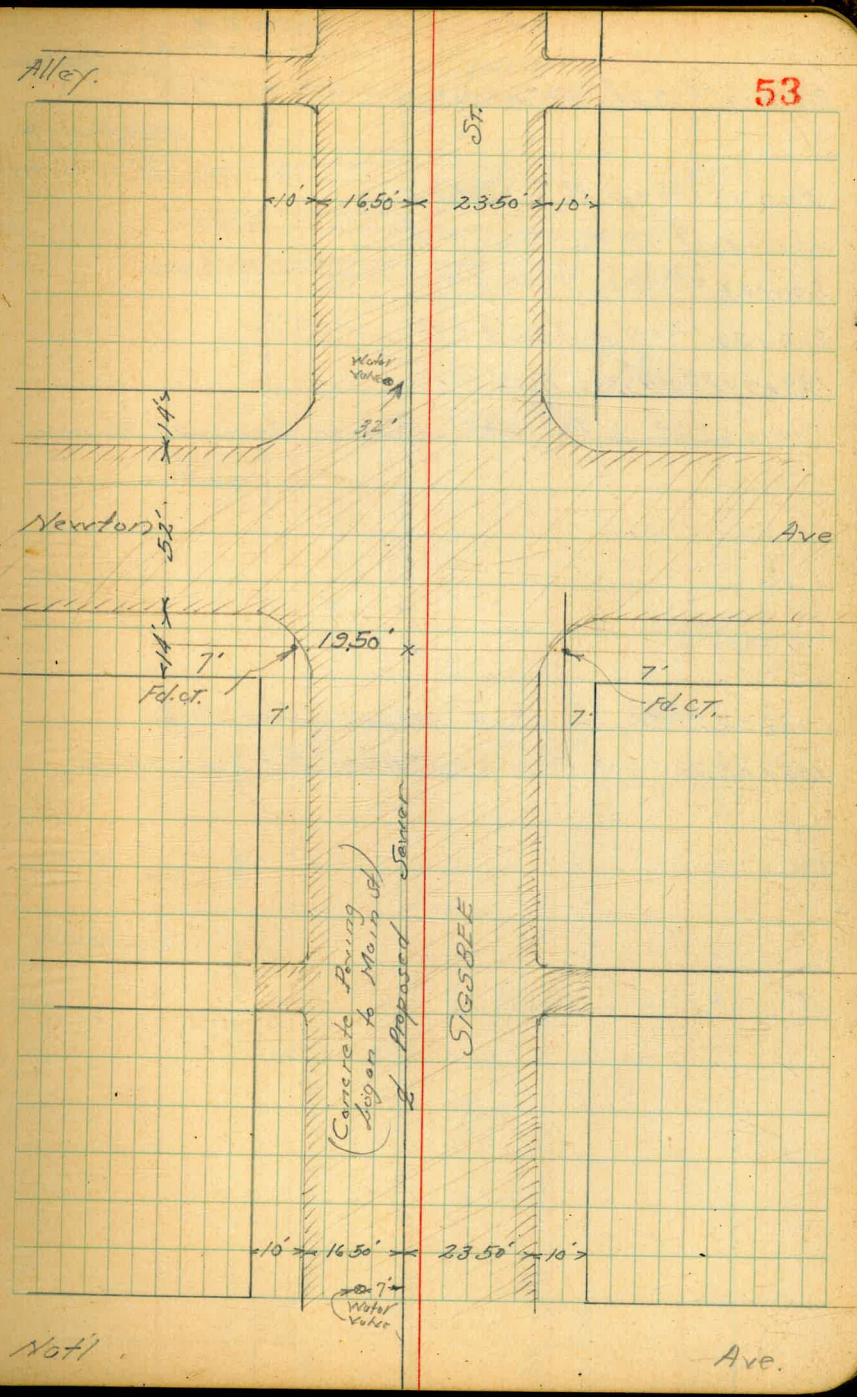 53
Alley.
ST.
10' 16.50' 23.50' 10'
Water
Valve
3.2'
14'
Newton
52'
Ave
14'
7'
19.50'
7'
Fd. CT.
Fd. CT.
7'
7'
(Concrete Paving
Logan to Main St)
℄ Proposed Sewer
SIGSBEE
10' 16.50' 23.50' 10'
7'
(Water
Valve)
Nat'l.
Ave.